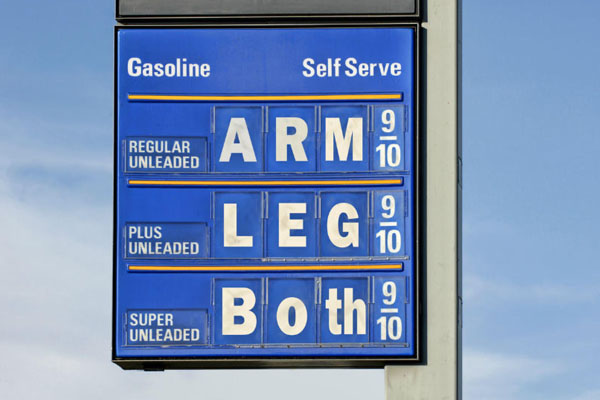 Gasoline Self Serve
REGULAR
UNLEADED
ARM 9/10
PLUS
UNLEADED
LEG 9/10
SUPER
UNLEADED
Both 9/10